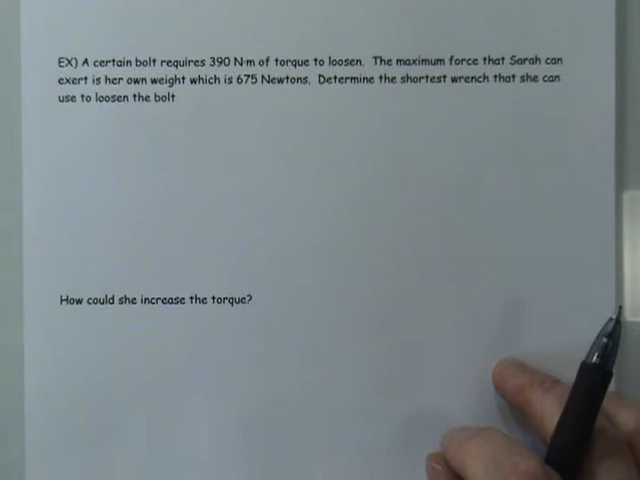 EX) A certain bolt requires 390 N·m of torque to loosen. The maximum force that Sarah can
exert is her own weight which is 675 Newtons. Determine the shortest wrench that she can
use to loosen the bolt
How could she increase the torque?